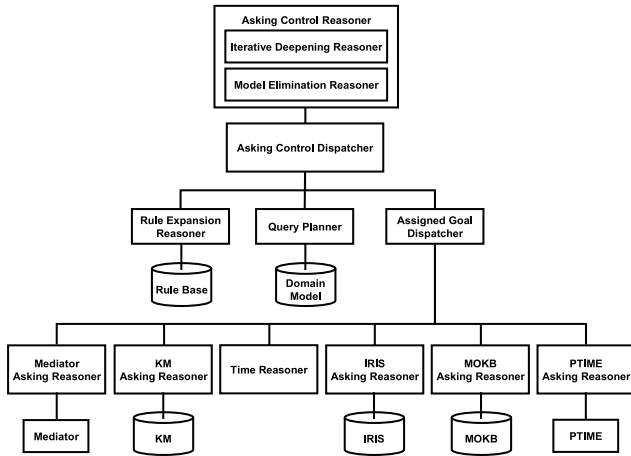 Asking Control Reasoner
Iterative Deepening Reasoner
Model Elimination Reasoner
Asking Control Dispatcher
Rule Expansion
Reasoner
Query Planner
Assigned Goal
Dispatcher
Rule Base
Domain
Model
Mediator
Asking Reasoner
KM
Asking Reasoner
Time Reasoner
IRIS
Asking Reasoner
MOKB
Asking Reasoner
PTIME
Asking Reasoner
Mediator
KM
IRIS
MOKB
PTIME